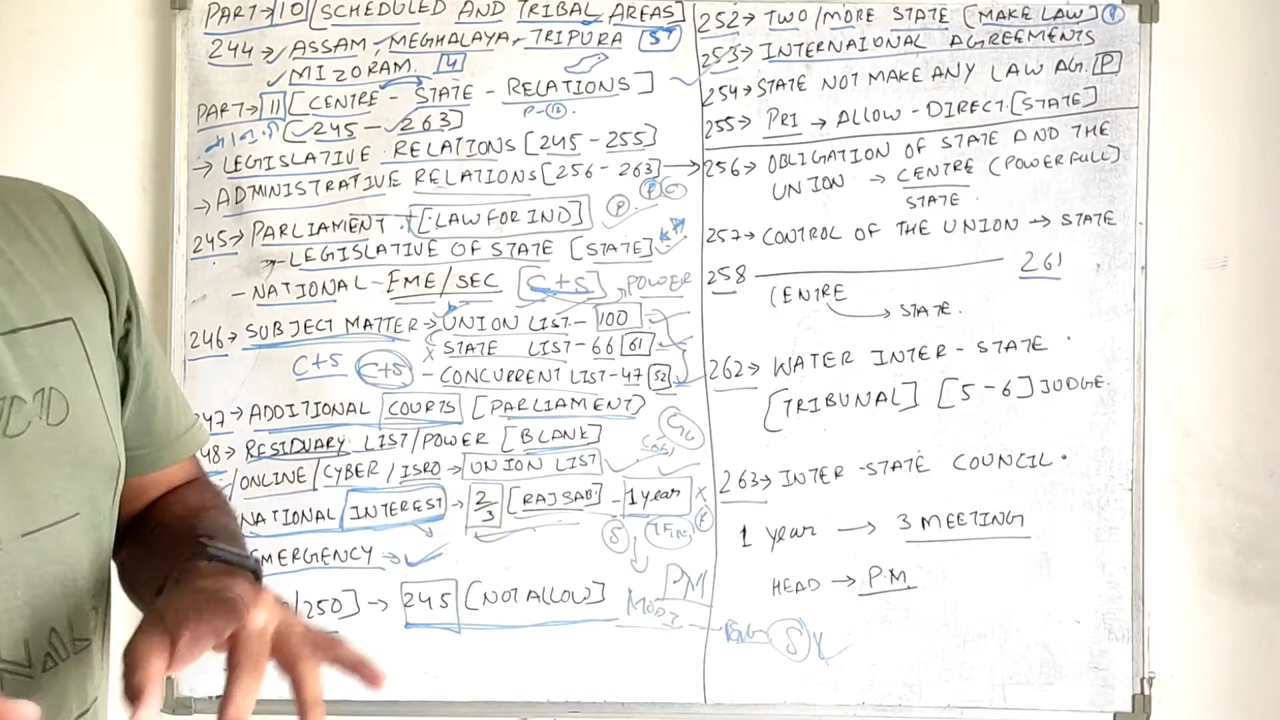 PART→10 [SCHEDULED AND TRIBAL AREAS]
244 → ASSAM, MEGHALAYA, TRIPURA [ST]
MIZORAM. [4]
PART→11 [CENTRE - STATE - RELATIONS]
P-12.
[245 - 263]
→ LEGISLATIVE RELATIONS [245 - 255]
→ ADMINISTRATIVE RELATIONS [256 - 263] →
245→ PARLIAMENT → [LAW FOR IND] P.
→ LEGISLATIVE OF STATE [STATE]
- NATIONAL - EME/SEC [C+S] → POWER
246→ SUBJECT MATTER → UNION LIST - 100
STATE LIST - 66 [61]
C+S C+S - CONCURRENT LIST - 47 [52]
47→ ADDITIONAL COURTS [PARLIAMENT]
48→ RESIDUARY LIST/POWER [BLANK]
/ONLINE/CYBER/ISRO→ UNION LIST
NATIONAL INTEREST → 2/3 [RAJ SAB.] - 1 year X
EMERGENCY → ✓
/250] → 245 [NOT ALLOW]
PM
MODI
252→ TWO/MORE STATE [MAKE LAW]
253→ INTERNAIONAL AGREEMENTS
254→ STATE NOT MAKE ANY LAW AG. [P]
255→ PRI → ALLOW - DIRECT. [STATE]
256→ OBLIGATION OF STATE AND THE
UNION → CENTRE (POWERFULL)
STATE
257→ CONTROL OF THE UNION → STATE
258 — 261
CENTRE
→ STATE.
262→ WATER INTER - STATE.
[TRIBUNAL] [5-6] JUDGE.
263→ INTER - STATE COUNCIL.
1 year → 3 MEETING
HEAD → P.M.